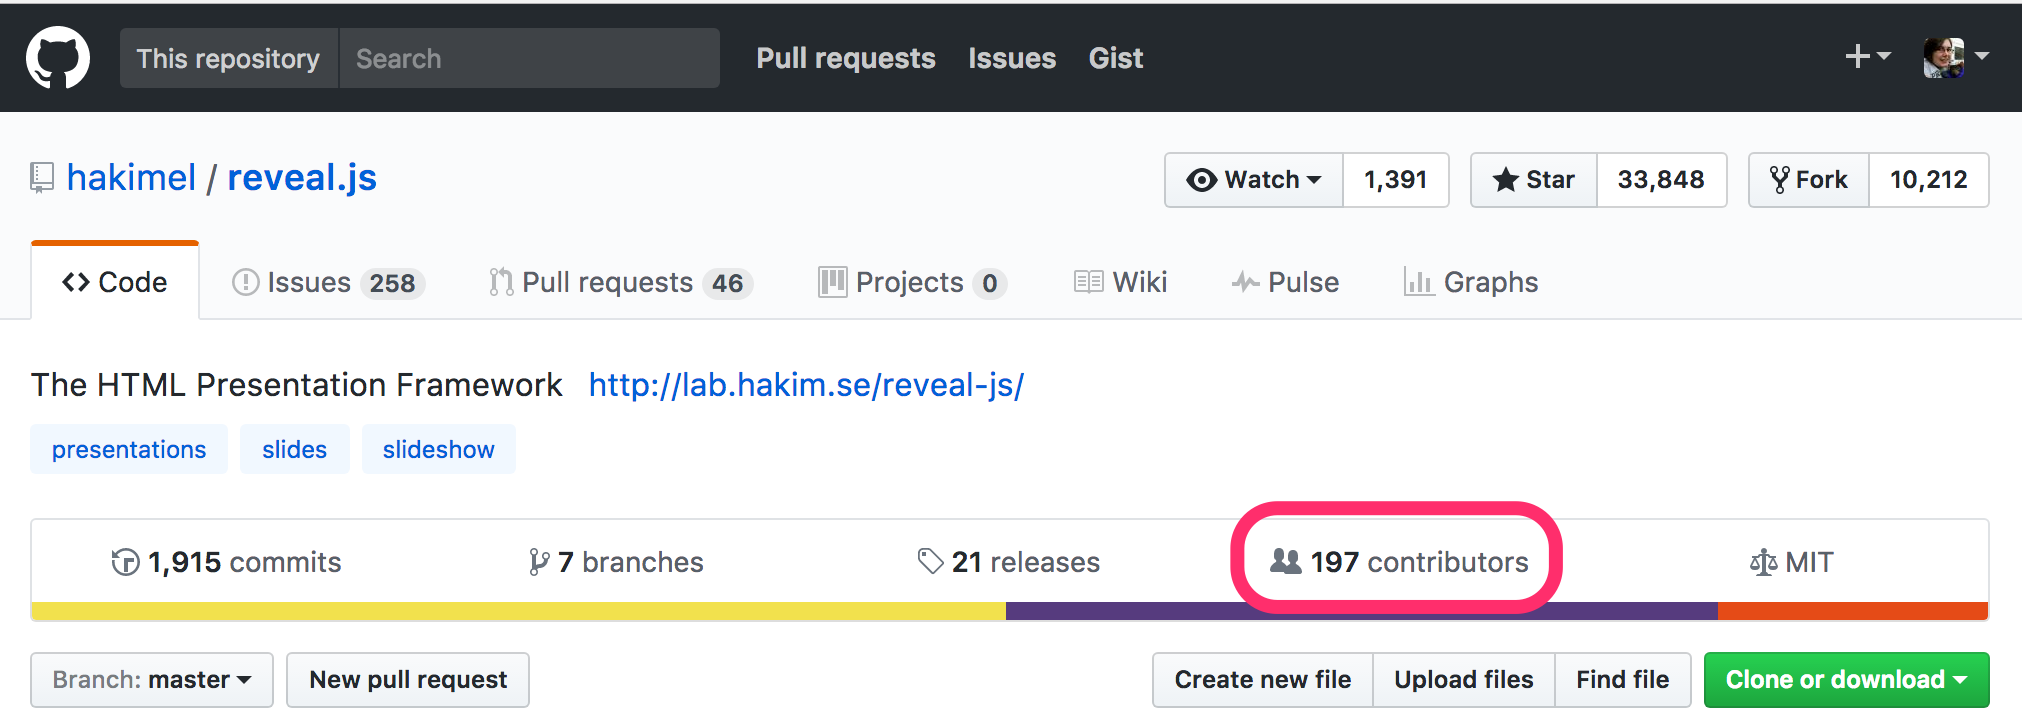 This repository Search Pull requests Issues Gist
hakimel / reveal.js Watch 1,391 Star 33,848 Fork 10,212
Code Issues 258 Pull requests 46 Projects 0 Wiki Pulse Graphs
The HTML Presentation Framework http://lab.hakim.se/reveal-js/
presentations slides slideshow
1,915 commits 7 branches 21 releases 197 contributors MIT
Branch: master New pull request Create new file Upload files Find file Clone or download